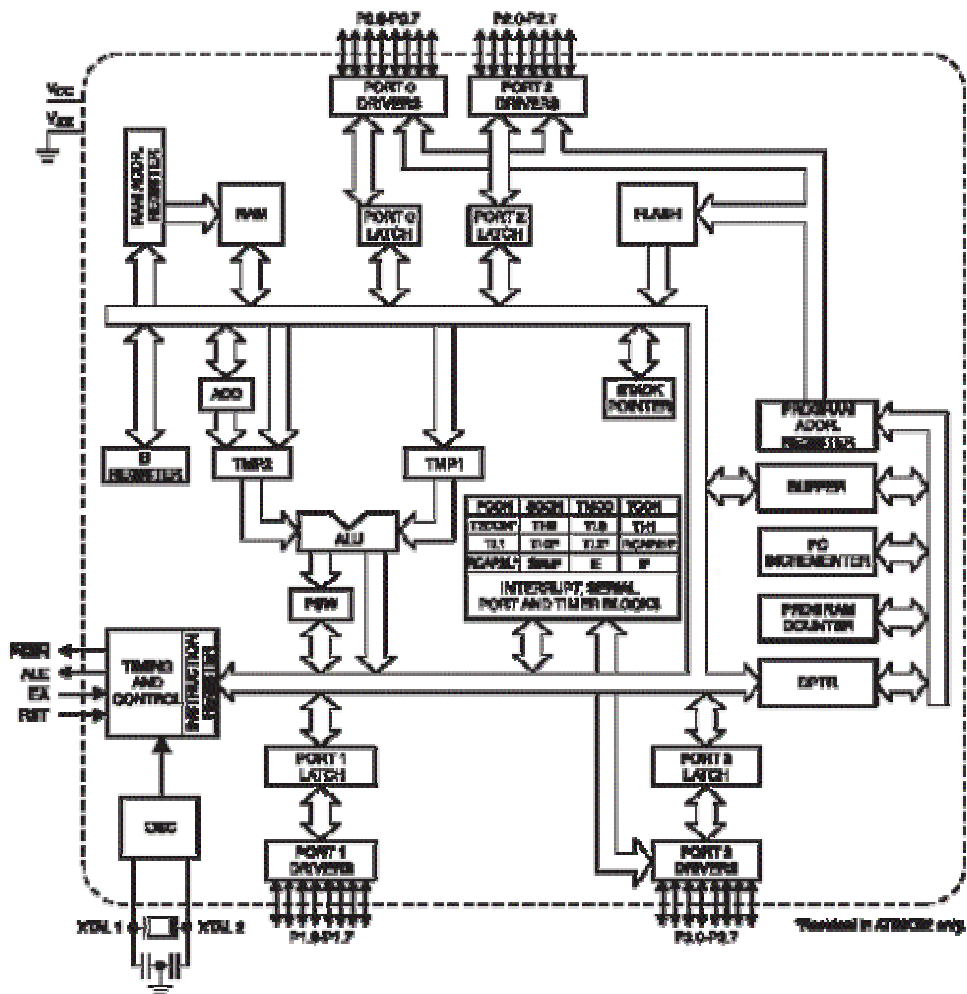 P0.0-P0.7
P2.0-P2.7
VCC
VSS
PORT 0
DRIVERS
PORT 2
DRIVERS
RAM ADDR.
REGISTER
RAM
PORT 0
LATCH
PORT 2
LATCH
FLASH
ACC
STACK
POINTER
PROGRAM
ADDR.
REGISTER
B
REGISTER
TMP2
TMP1
BUFFER
ALU
PCON SCON TMOD TCON
T2CON* TH0 TL0 TH1
TL1 TH2* TL2* RCAP2H*
RCAP2L* SBUF IE IP
INTERRUPT, SERIAL
PORT AND TIMER BLOCKS
PC
INCREMENTER
PSW
PROGRAM
COUNTER
PSEN
ALE
EA
RST
TIMING
AND
CONTROL
INSTRUCTION
REGISTER
DPTR
PORT 1
LATCH
PORT 3
LATCH
OSC
PORT 1
DRIVERS
PORT 3
DRIVERS
XTAL 1
XTAL 2
P1.0-P1.7
P3.0-P3.7
*Resident in only.